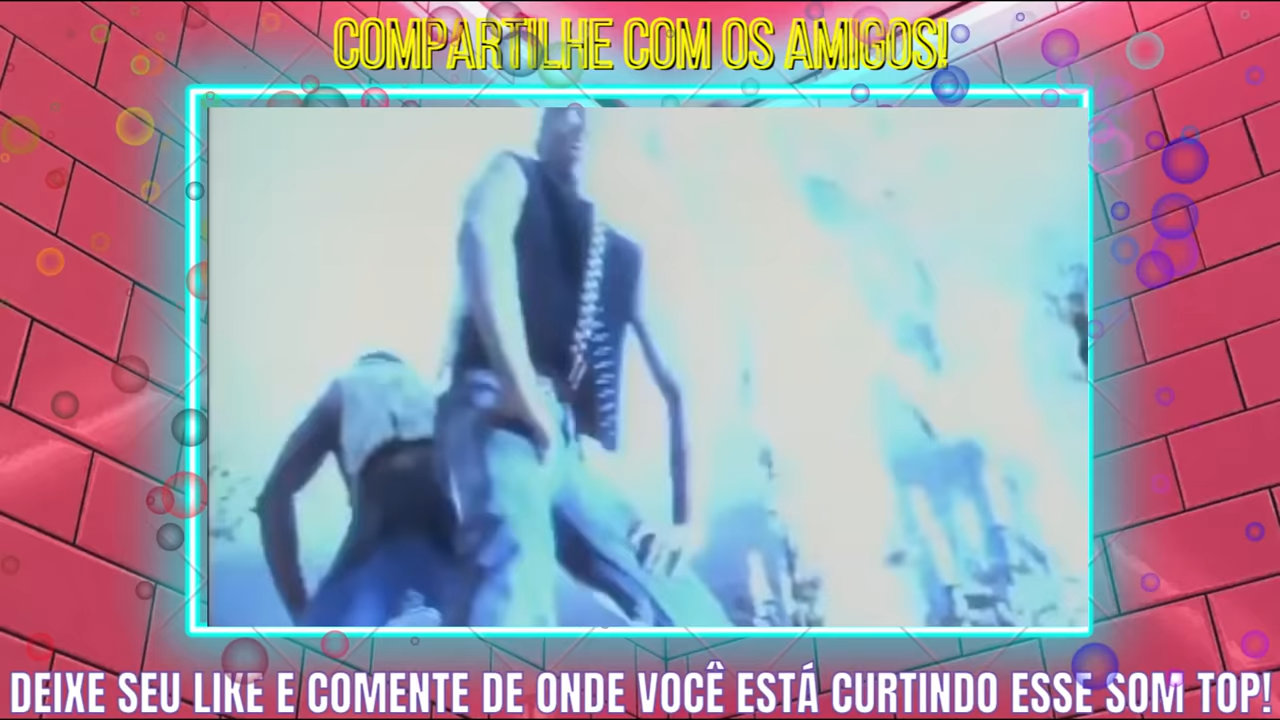 COMPARTILHE COM OS AMIGOS!
DEIXE SEU LIKE E COMENTE DE ONDE VOCÊ ESTÁ CURTINDO ESSE SOM TOP!